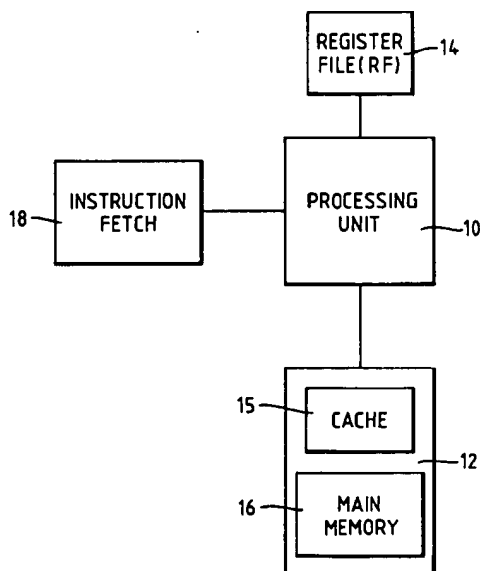 REGISTER
FILE(RF)
14
INSTRUCTION
FETCH
18
PROCESSING
UNIT
10
15
CACHE
12
16
MAIN
MEMORY